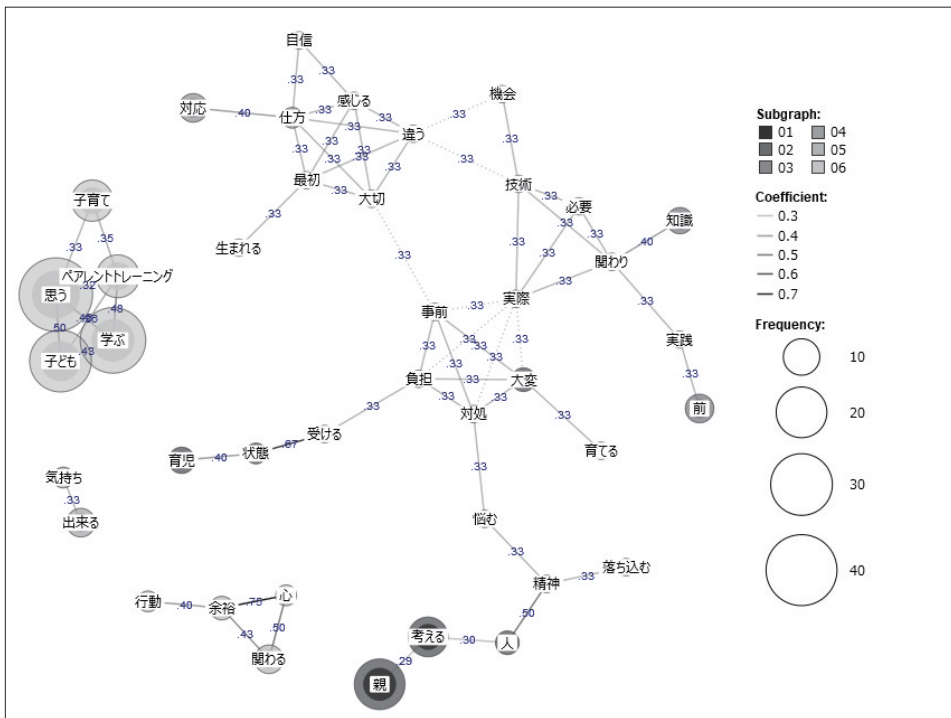 自信
.33
.33
対応
.40
仕方
.33
感じる
.33
.33
違う
.33
.33
.33
.33
.33
.33
最初
.33
大切
.33
生まれる
機会
.33
.33
.33
技術
.33
必要
.33
.33
.33
.33
関わり
.40
知識
.33
.33
実践
.33
前
実際
.33
.33
事前
.33
.33
.33
.33
.33
負担
.33
大変
.33
.33
対処
.33
育てる
.33
受ける
.67
状態
.40
育児
.33
悩む
.33
精神
.33
落ち込む
.50
人
.30
考える
.29
親
子育て
.33
.35
ペアレントトレーニング
.32
思う
.50
.48
.43
学ぶ
子ども
気持ち
.33
出来る
行動
.40
余裕
.75
心
.43
.50
関わる
Subgraph:
01 04
02 05
03 06
Coefficient:
0.3
0.4
0.5
0.6
0.7
Frequency:
10
20
30
40